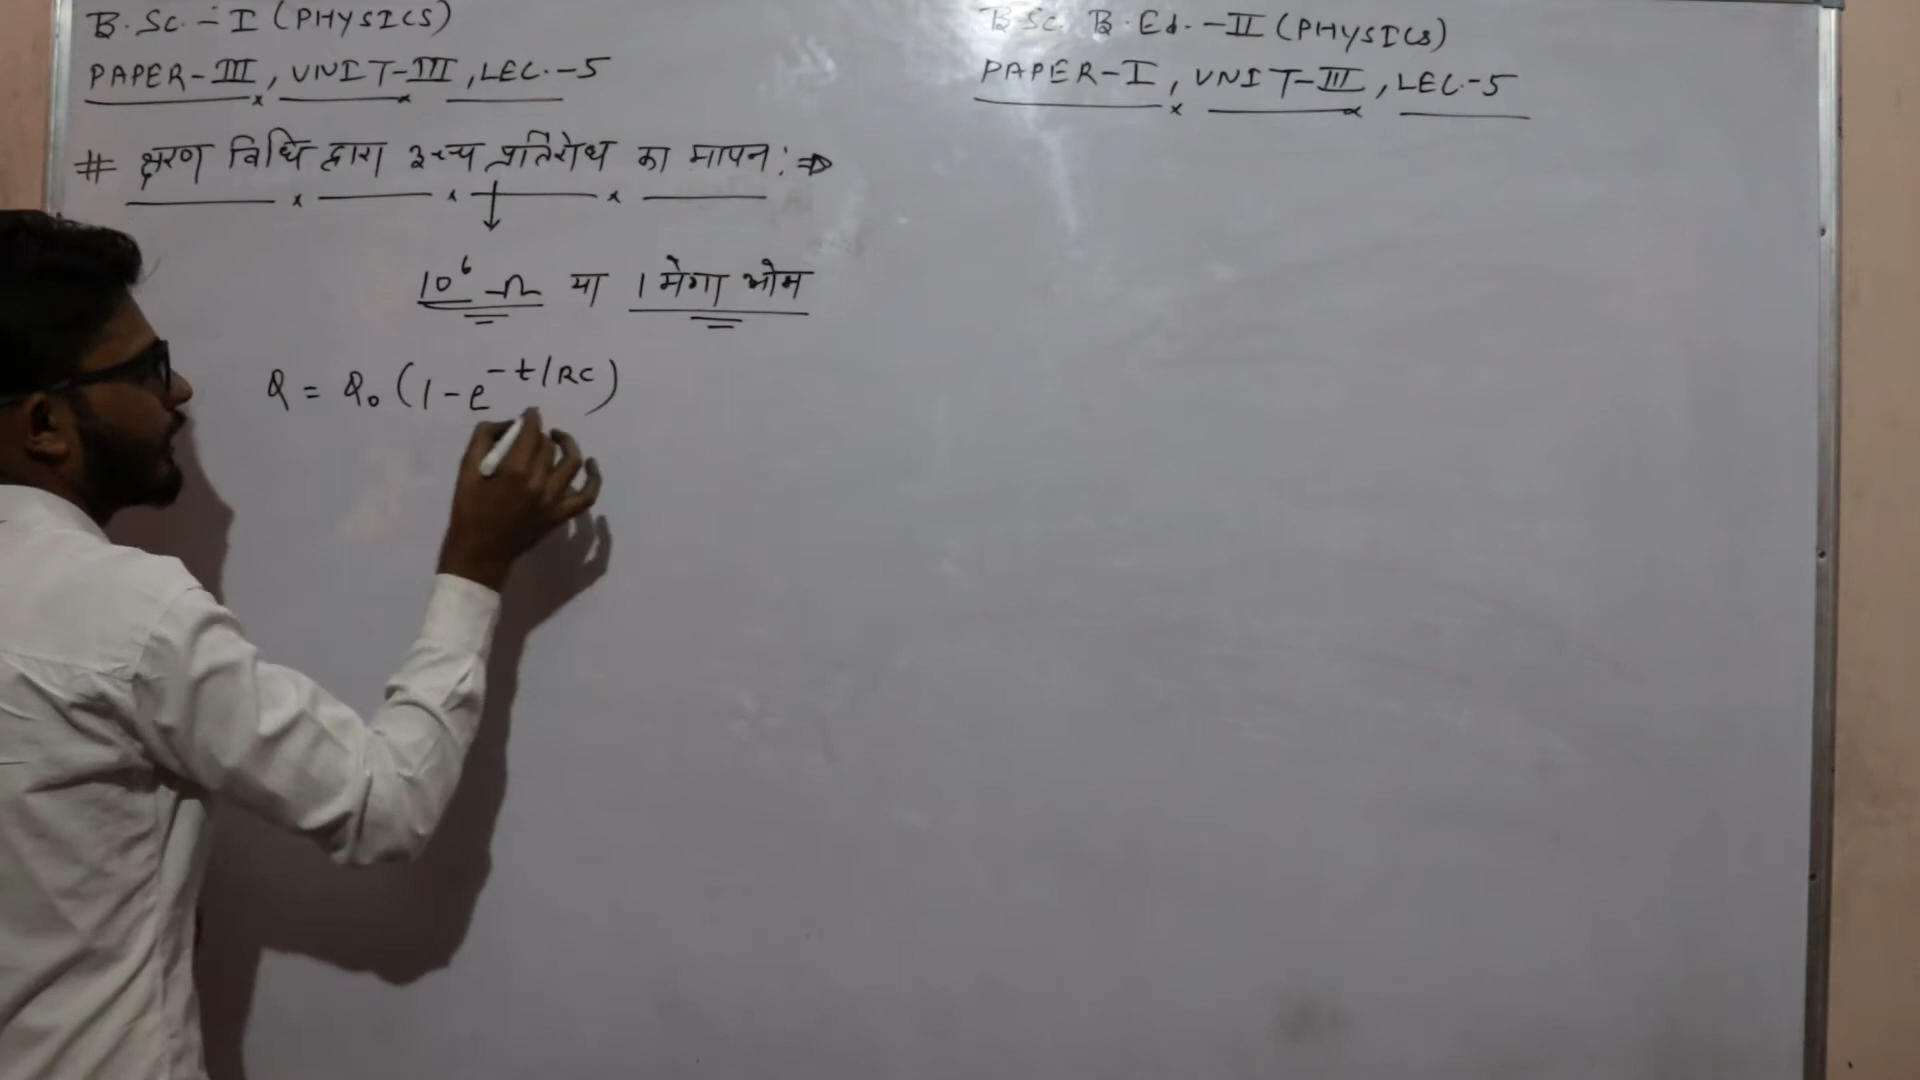 B.Sc.-I (PHYSICS)
PAPER-III, UNIT-III, LEC.-5
B.Sc. B.Ed.-II (PHYSICS)
PAPER-I, UNIT-III, LEC-5
# क्षरण विधि द्वारा उच्च प्रतिरोध का मापन :⇒
10⁶ Ω या 1 मेगा ओम
Q = Q₀ (1-e^(-t/RC))